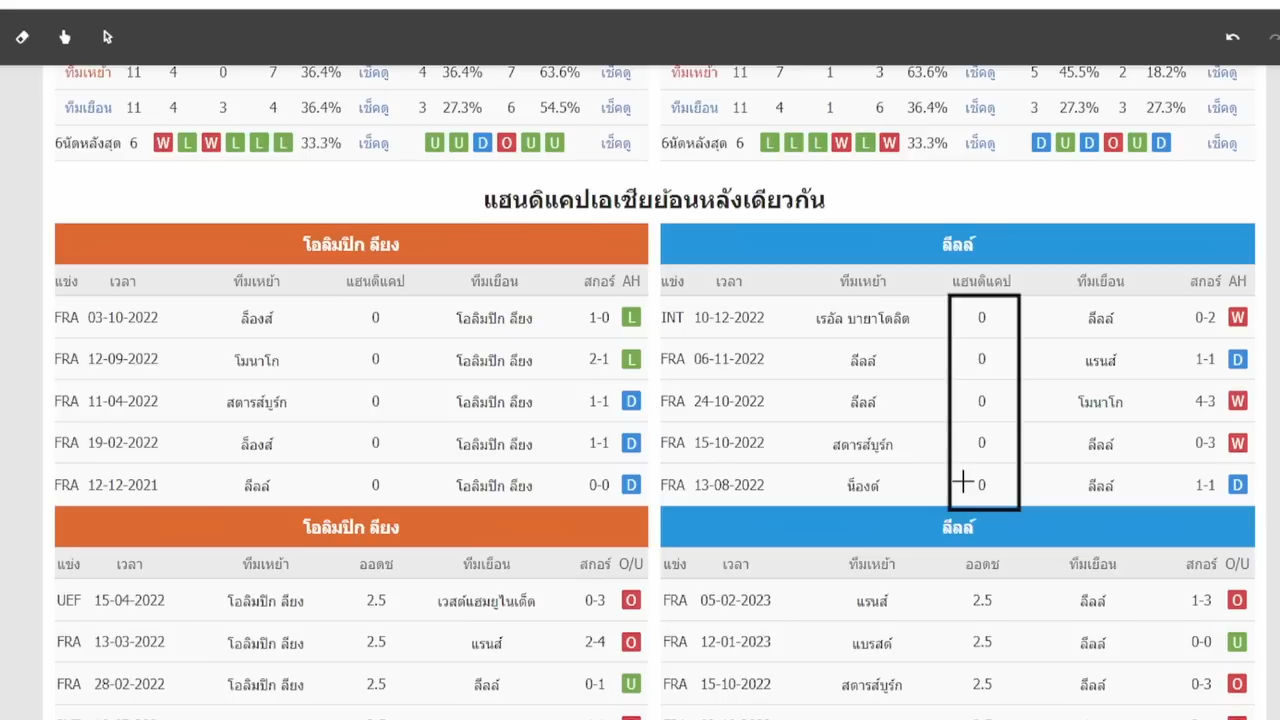 ทีมเหย้า 11 4 0 7 36.4% เช็คดู 4 36.4% 7 63.6% เช็คดู
ทีมเยือน 11 4 3 4 36.4% เช็คดู 3 27.3% 6 54.5% เช็คดู
6นัดหลังสุด 6 W L W L L L 33.3% เช็คดู U U D O U U เช็คดู
ทีมเหย้า 11 7 1 3 63.6% เช็คดู 5 45.5% 2 18.2% เช็คดู
ทีมเยือน 11 4 1 6 36.4% เช็คดู 3 27.3% 3 27.3% เช็คดู
6นัดหลังสุด 6 L L L W L W 33.3% เช็คดู D U D O U D เช็คดู
แฮนดิแคปเอเชียย้อนหลังเดียวกัน
โอลิมปิก ลียง
แข่ง เวลา ทีมเหย้า แฮนดิแคป ทีมเยือน สกอร์ AH
FRA 03-10-2022 ล็องส์ 0 โอลิมปิก ลียง 1-0 L
FRA 12-09-2022 โมนาโก 0 โอลิมปิก ลียง 2-1 L
FRA 11-04-2022 สตารส์บูร์ก 0 โอลิมปิก ลียง 1-1 D
FRA 19-02-2022 ล็องส์ 0 โอลิมปิก ลียง 1-1 D
FRA 12-12-2021 ลีลล์ 0 โอลิมปิก ลียง 0-0 D
ลีลล์
แข่ง เวลา ทีมเหย้า แฮนดิแคป ทีมเยือน สกอร์ AH
INT 10-12-2022 เรอัล บายาโดลิด 0 ลีลล์ 0-2 W
FRA 06-11-2022 ลีลล์ 0 แรนส์ 1-1 D
FRA 24-10-2022 ลีลล์ 0 โมนาโก 4-3 W
FRA 15-10-2022 สตารส์บูร์ก 0 ลีลล์ 0-3 W
FRA 13-08-2022 น็องต์ 0 ลีลล์ 1-1 D
โอลิมปิก ลียง
แข่ง เวลา ทีมเหย้า ออดซ ทีมเยือน สกอร์ O/U
UEF 15-04-2022 โอลิมปิก ลียง 2.5 เวสต์แฮมยูไนเต็ด 0-3 O
FRA 13-03-2022 โอลิมปิก ลียง 2.5 แรนส์ 2-4 O
FRA 28-02-2022 โอลิมปิก ลียง 2.5 ลีลล์ 0-1 U
ลีลล์
แข่ง เวลา ทีมเหย้า ออดซ ทีมเยือน สกอร์ O/U
FRA 05-02-2023 แรนส์ 2.5 ลีลล์ 1-3 O
FRA 12-01-2023 แบรสต์ 2.5 ลีลล์ 0-0 U
FRA 15-10-2022 สตารส์บูร์ก 2.5 ลีลล์ 0-3 O